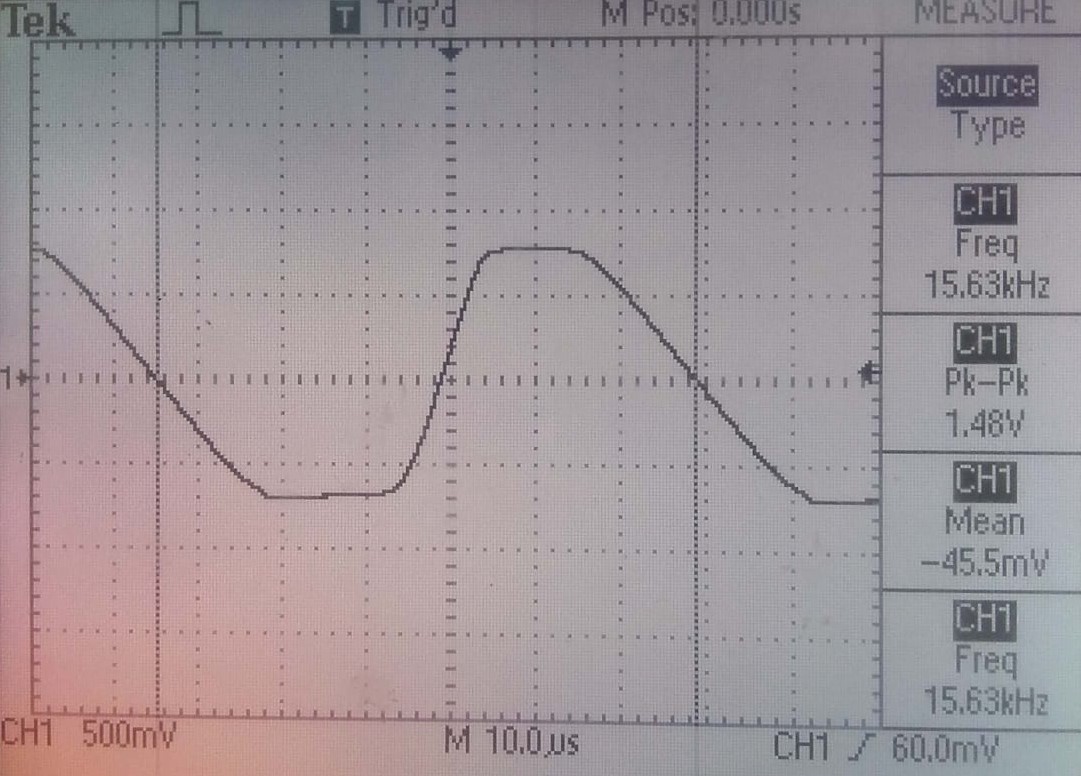 Tek T Trig'd M Pos: 0.000s MEASURE
Source
Type
CH1
Freq
15.63kHz
1
CH1
Pk-Pk
1.48V
CH1
Mean
-45.5mV
CH1
Freq
15.63kHz
CH1 500mV M 10.0µs CH1 60.0mV